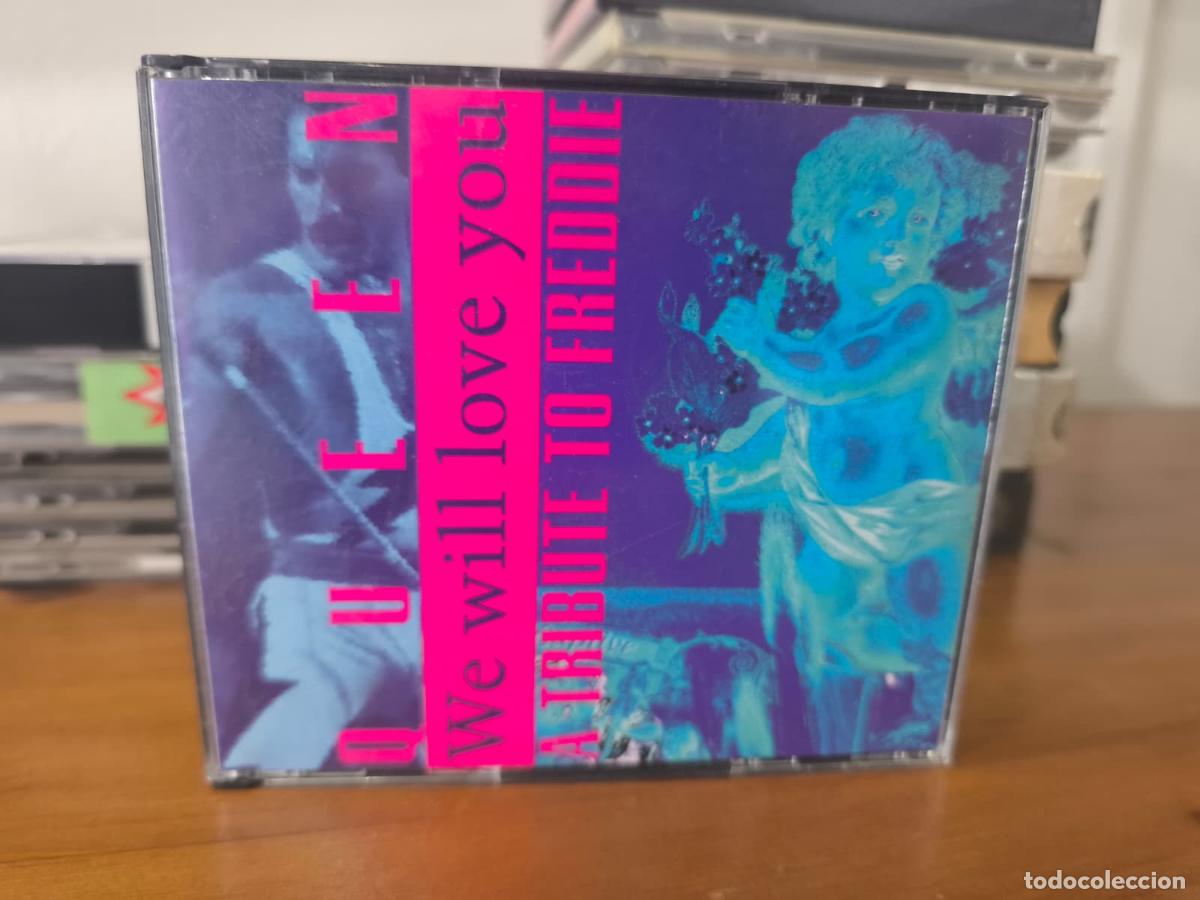 QUEEN
We will love you
A TRIBUTE TO FREDDIE
todocoleccion